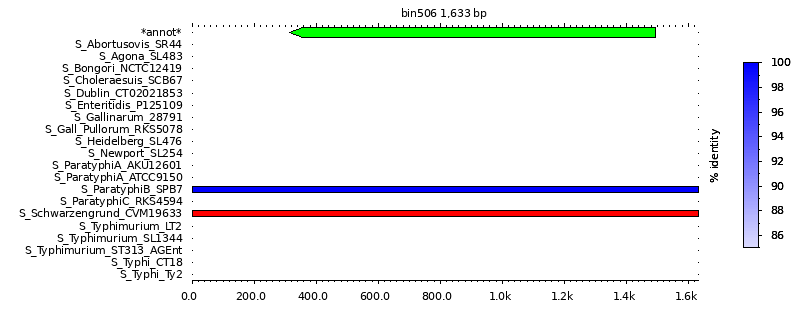 bin506 1,633 bp
*annot*
S_Abortusovis_SR44
S_Agona_SL483
S_Bongori_NCTC12419
S_Choleraesuis_SCB67
S_Dublin_CT02021853
S_Enteritidis_P125109
S_Gallinarum_28791
S_Gall_Pullorum_RKS5078
S_Heidelberg_SL476
S_Newport_SL254
S_ParatyphiA_AKU12601
S_ParatyphiA_ATCC9150
S_ParatyphiB_SPB7
S_ParatyphiC_RKS4594
S_Schwarzengrund_CVM19633
S_Typhimurium_LT2
S_Typhimurium_SL1344
S_Typhimurium_ST313_AGEnt
S_Typhi_CT18
S_Typhi_Ty2
0.0 200.0 400.0 600.0 800.0 1.0k 1.2k 1.4k 1.6k
% identity
100
98
96
94
92
90
88
86